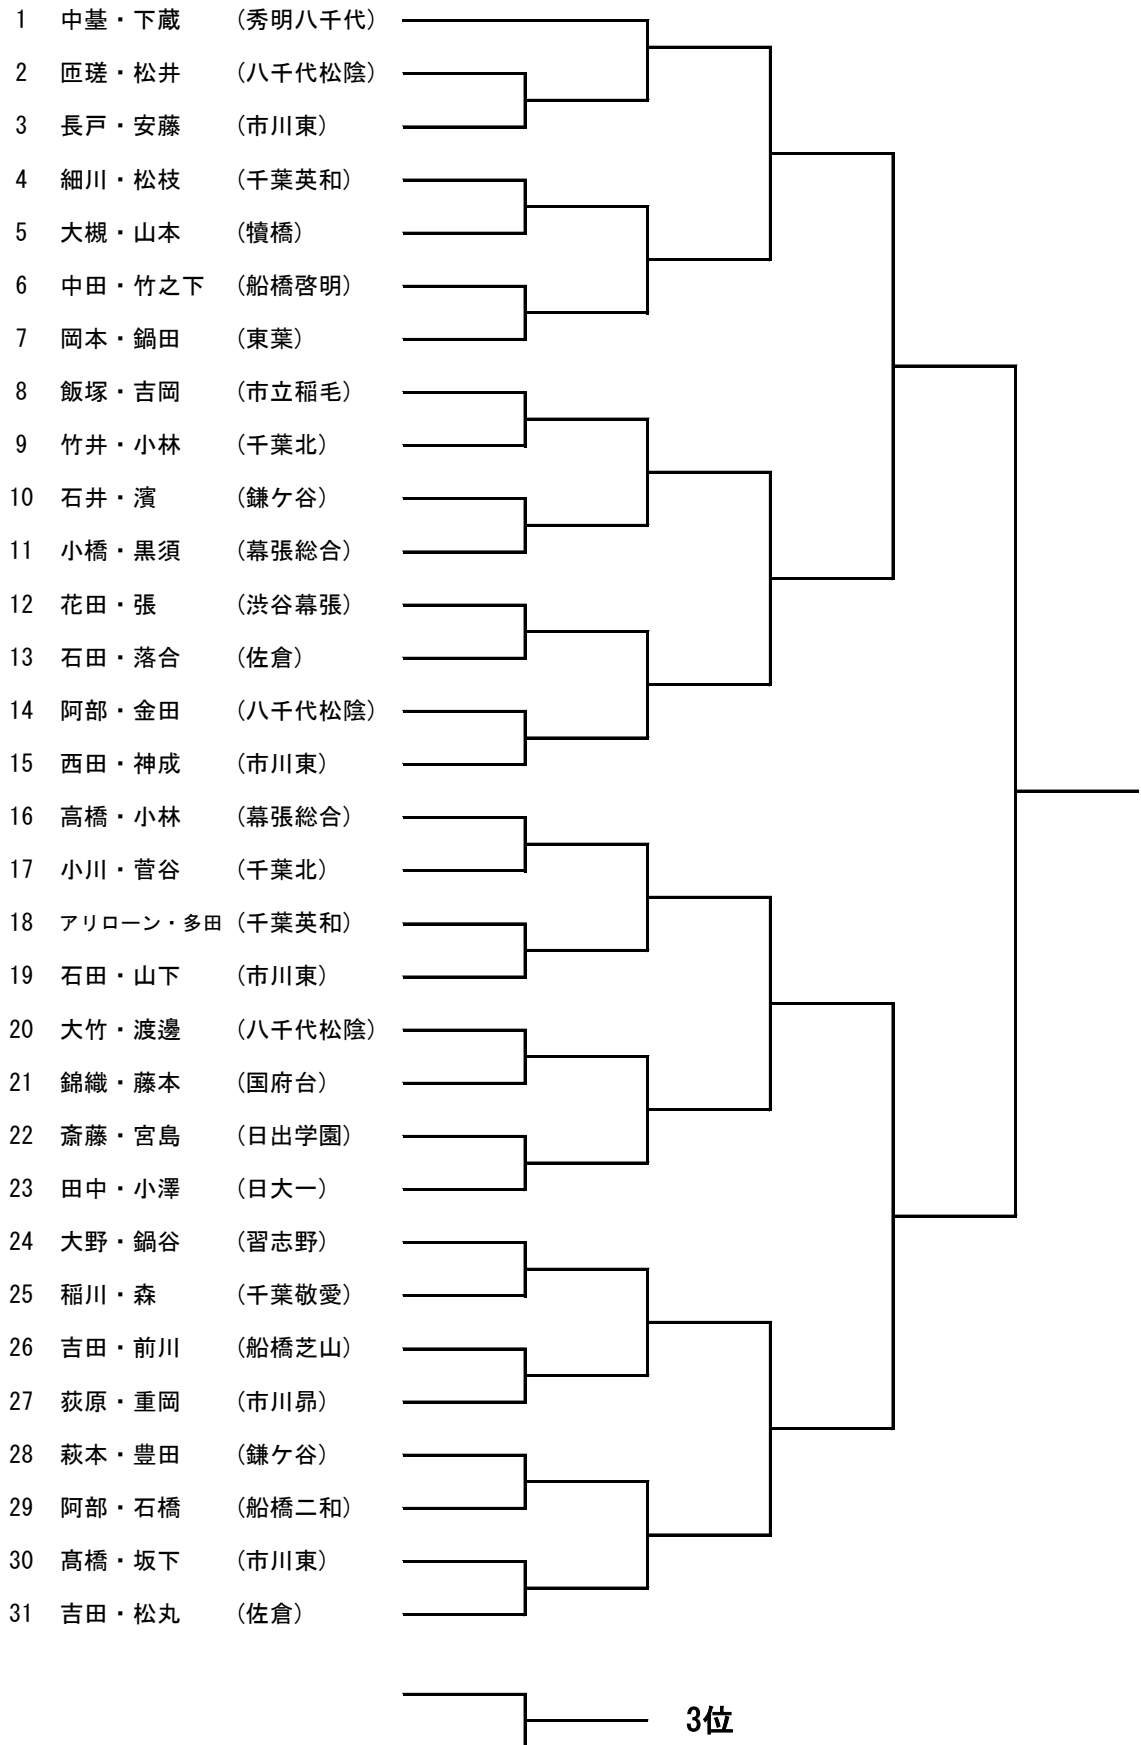 1 中基・下蔵 (秀明八千代)
2 匝瑳・松井 (八千代松陰)
3 長戸・安藤 (市川東)
4 細川・松枝 (千葉英和)
5 大槻・山本 (犢橋)
6 中田・竹之下 (船橋啓明)
7 岡本・鍋田 (東葉)
8 飯塚・吉岡 (市立稲毛)
9 竹井・小林 (千葉北)
10 石井・濱 (鎌ケ谷)
11 小橋・黒須 (幕張総合)
12 花田・張 (渋谷幕張)
13 石田・落合 (佐倉)
14 阿部・金田 (八千代松陰)
15 西田・神成 (市川東)
16 高橋・小林 (幕張総合)
17 小川・菅谷 (千葉北)
18 アリローン・多田 (千葉英和)
19 石田・山下 (市川東)
20 大竹・渡邊 (八千代松陰)
21 錦織・藤本 (国府台)
22 斎藤・宮島 (日出学園)
23 田中・小澤 (日大一)
24 大野・鍋谷 (習志野)
25 稲川・森 (千葉敬愛)
26 吉田・前川 (船橋芝山)
27 荻原・重岡 (市川昴)
28 萩本・豊田 (鎌ケ谷)
29 阿部・石橋 (船橋二和)
30 髙橋・坂下 (市川東)
31 吉田・松丸 (佐倉)
3位